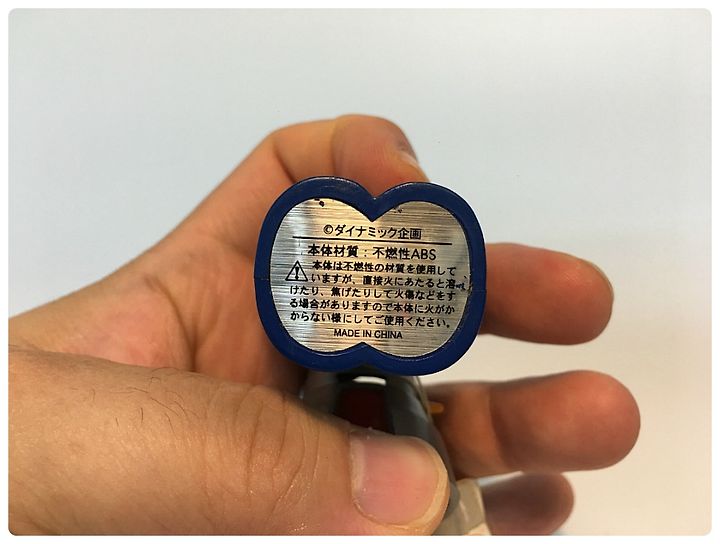 ©ダイナミック企画
本体材質：不燃性ABS
本体は不燃性の材質を使用して
いますが、直接火にあたると溶
けたり、焦げたりして火傷などをす
る場合がありますので本体に火がか
からない様にしてご使用ください。
MADE IN CHINA